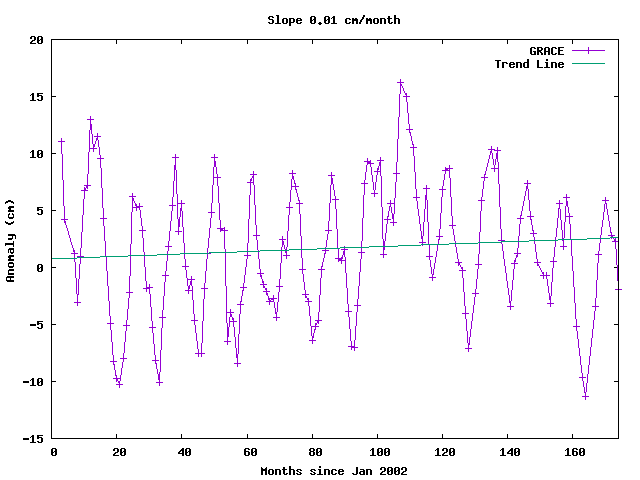 Slope 0.01 cm/month
20
15
10
5
0
-5
-10
-15
Anomaly (cm)
GRACE
Trend Line
0 20 40 60 80 100 120 140 160
Months since Jan 2002